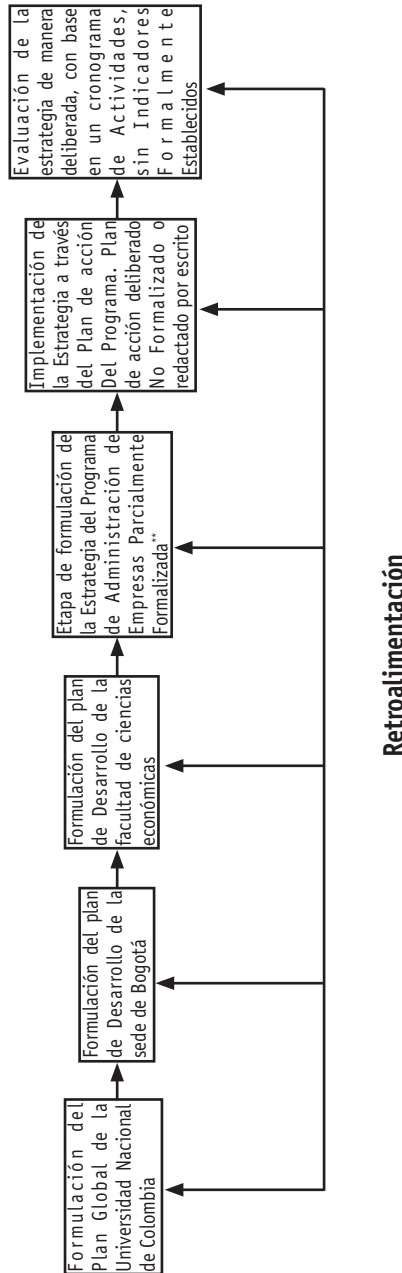 Formulación del
Plan Global de la
Universidad Nacional
de Colombia
Formulación del plan
de Desarrollo de la
sede de Bogotá
Formulación del plan
de Desarrollo de la
facultad de ciencias
económicas
Etapa de formulación de
la Estrategia del Programa
de Administración de
Empresas Parcialmente
Formalizada**
Implementación de
la Estrategia a través
del Plan de acción
Del Programa. Plan
de acción deliberado
No Formalizado o
redactado por escrito
Evaluación de la
estrategia de manera
deliberada, con base
en un cronograma
de Actividades,
sin Indicadores
Formalmente
Establecidos
Retroalimentación